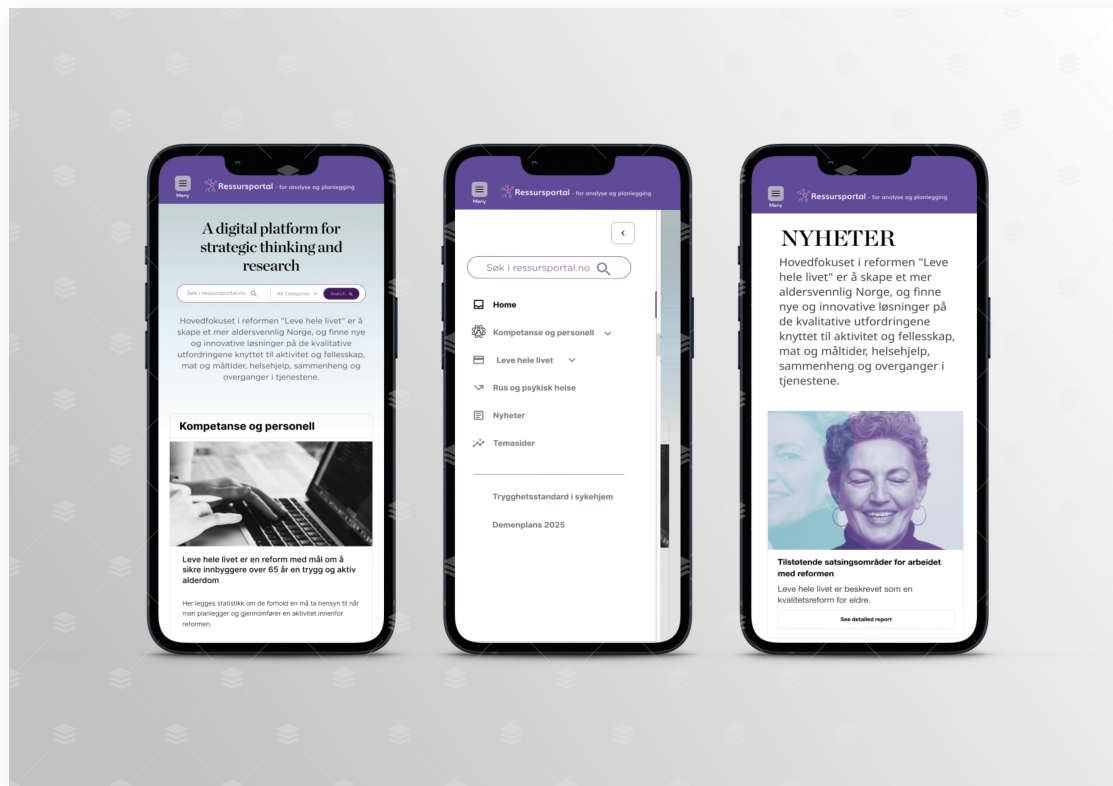 Meny
Ressursportal - for analyse og planlegging
A digital platform for
strategic thinking and
research
Søk i ressursportal.no
All Categories
Search
Hovedfokuset i reformen "Leve hele livet" er å
skape et mer aldersvennlig Norge, og finne nye
og innovative løsninger på de kvalitative
utfordringene knyttet til aktivitet og fellesskap,
mat og måltider, helsehjelp, sammenheng og
overganger i tjenestene.
Kompetanse og personell
Leve hele livet er en reform med mål om å
sikre innbyggere over 65 år en trygg og aktiv
alderdom
Her legges statistikk om de forhold en må ta hensyn til når
man planlegger og gjennomfører en aktivitet innenfor
reformen.
Meny
Ressursportal - for analyse og planlegging
Søk i ressursportal.no
Home
Kompetanse og personell
Leve hele livet
Rus og psykisk helse
Nyheter
Temasider
Trygghetsstandard i sykehjem
Demenplans 2025
Meny
Ressursportal - for analyse og planlegging
NYHETER
Hovedfokuset i reformen "Leve
hele livet" er å skape et mer
aldersvennlig Norge, og finne
nye og innovative løsninger på
de kvalitative utfordringene
knyttet til aktivitet og fellesskap,
mat og måltider, helsehjelp,
sammenheng og overganger i
tjenestene.
Tilstøtende satsingsområder for arbeidet
med reformen
Leve hele livet er beskrevet som en
kvalitetsreform for eldre.
See detailed report